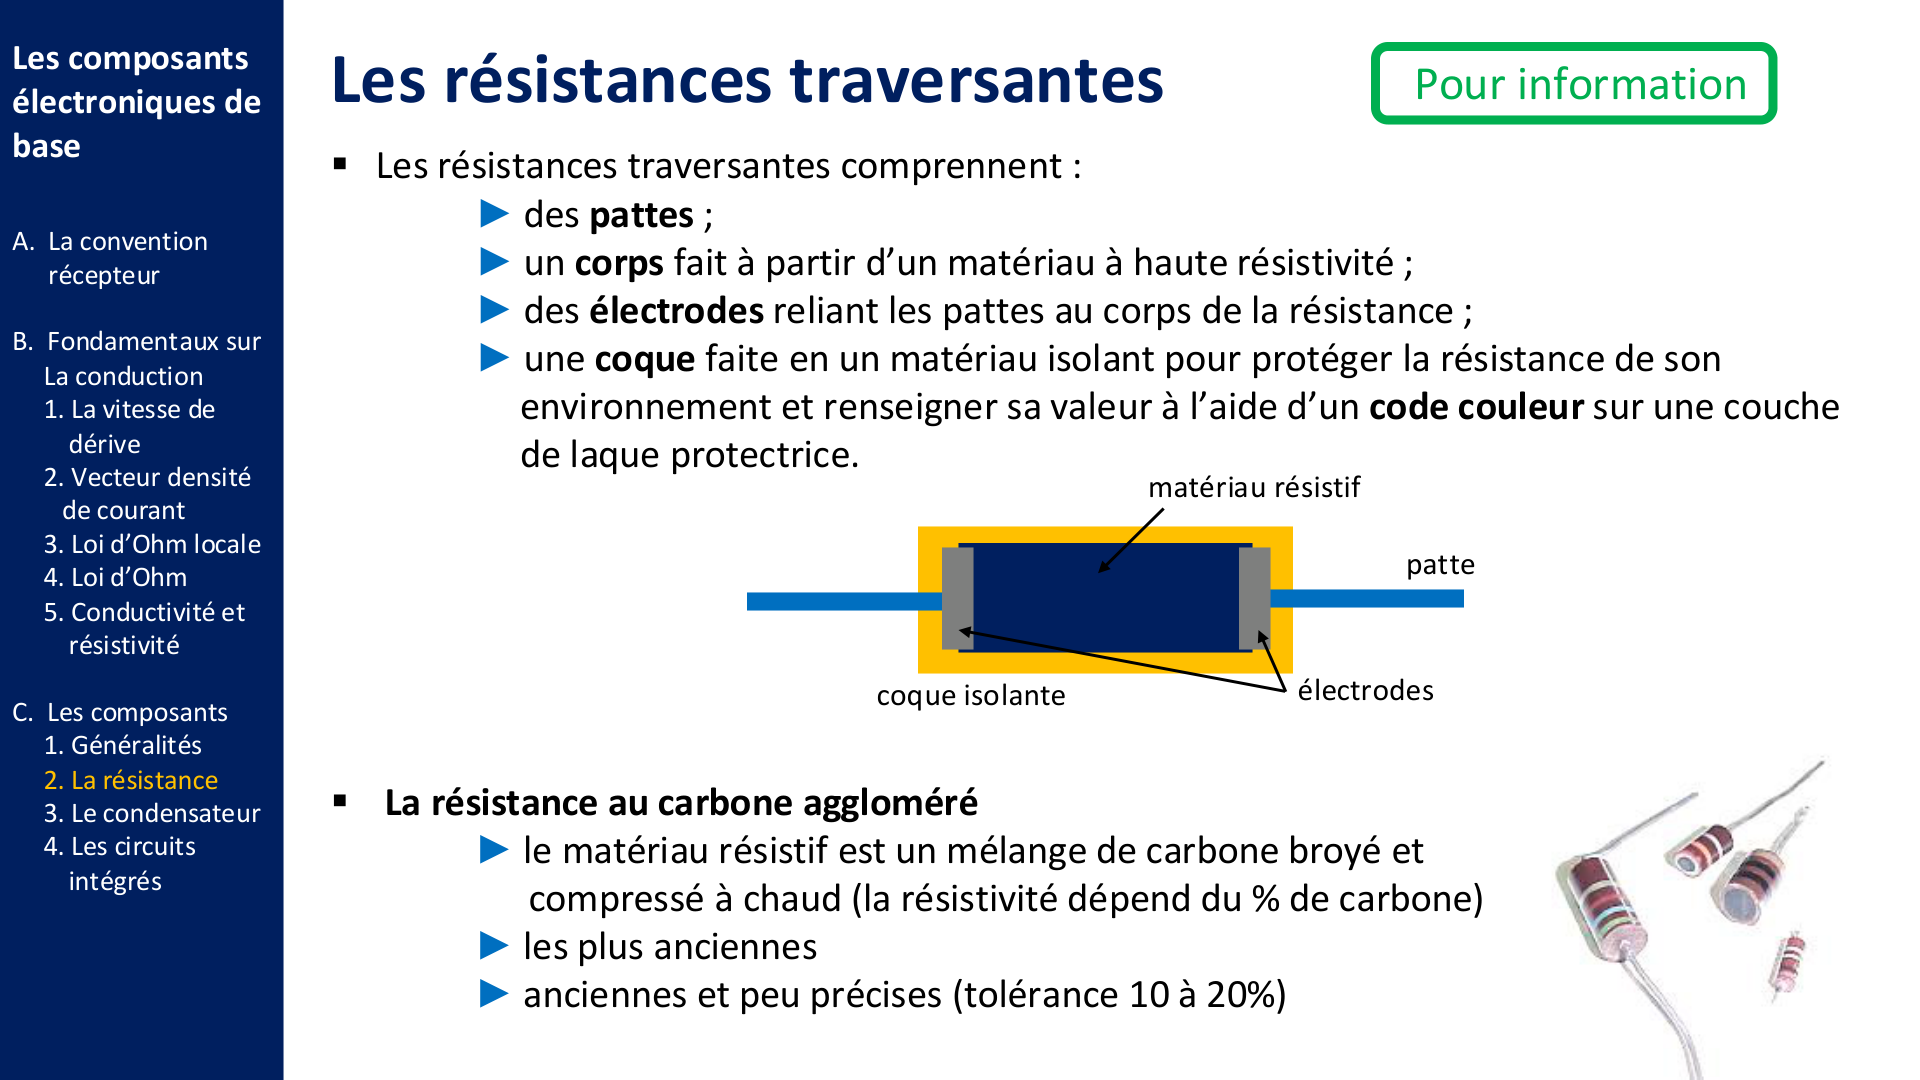 Les composants
électroniques de
base
A. La convention
récepteur
B. Fondamentaux sur
La conduction
1. La vitesse de
dérive
2. Vecteur densité
de courant
3. Loi d’Ohm locale
4. Loi d’Ohm
5. Conductivité et
résistivité
C. Les composants
1. Généralités
2. La résistance
3. Le condensateur
4. Les circuits
intégrés
Les résistances traversantes
Pour information
▪ Les résistances traversantes comprennent :
► des pattes ;
► un corps fait à partir d’un matériau à haute résistivité ;
► des électrodes reliant les pattes au corps de la résistance ;
► une coque faite en un matériau isolant pour protéger la résistance de son
environnement et renseigner sa valeur à l’aide d’un code couleur sur une couche
de laque protectrice.
matériau résistif
patte
coque isolante
électrodes
▪ La résistance au carbone aggloméré
► le matériau résistif est un mélange de carbone broyé et
compressé à chaud (la résistivité dépend du % de carbone)
► les plus anciennes
► anciennes et peu précises (tolérance 10 à 20%)